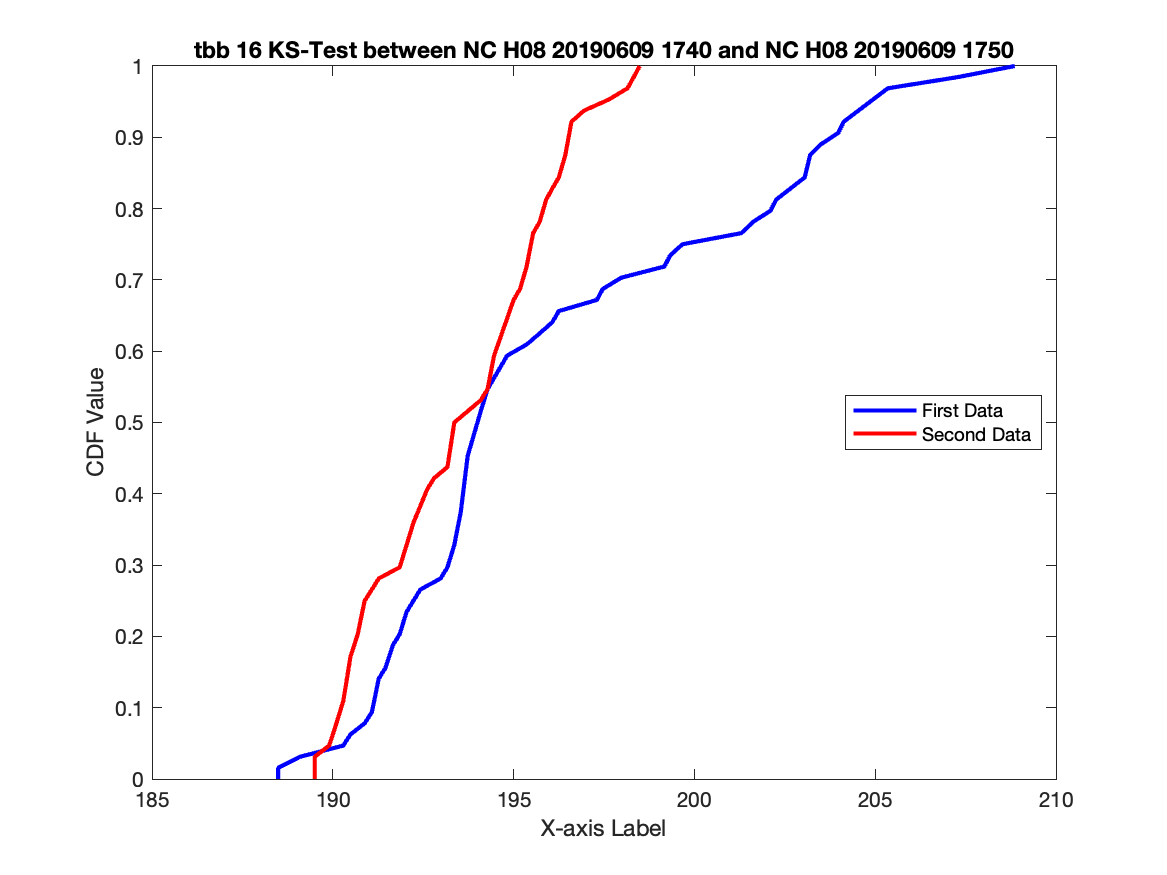 tbb 16 KS-Test between NC H08 20190609 1740 and NC H08 20190609 1750
1
0.9
0.8
0.7
0.6
0.5
0.4
0.3
0.2
0.1
0
CDF Value
First Data
Second Data
185 190 195 200 205 210
X-axis Label